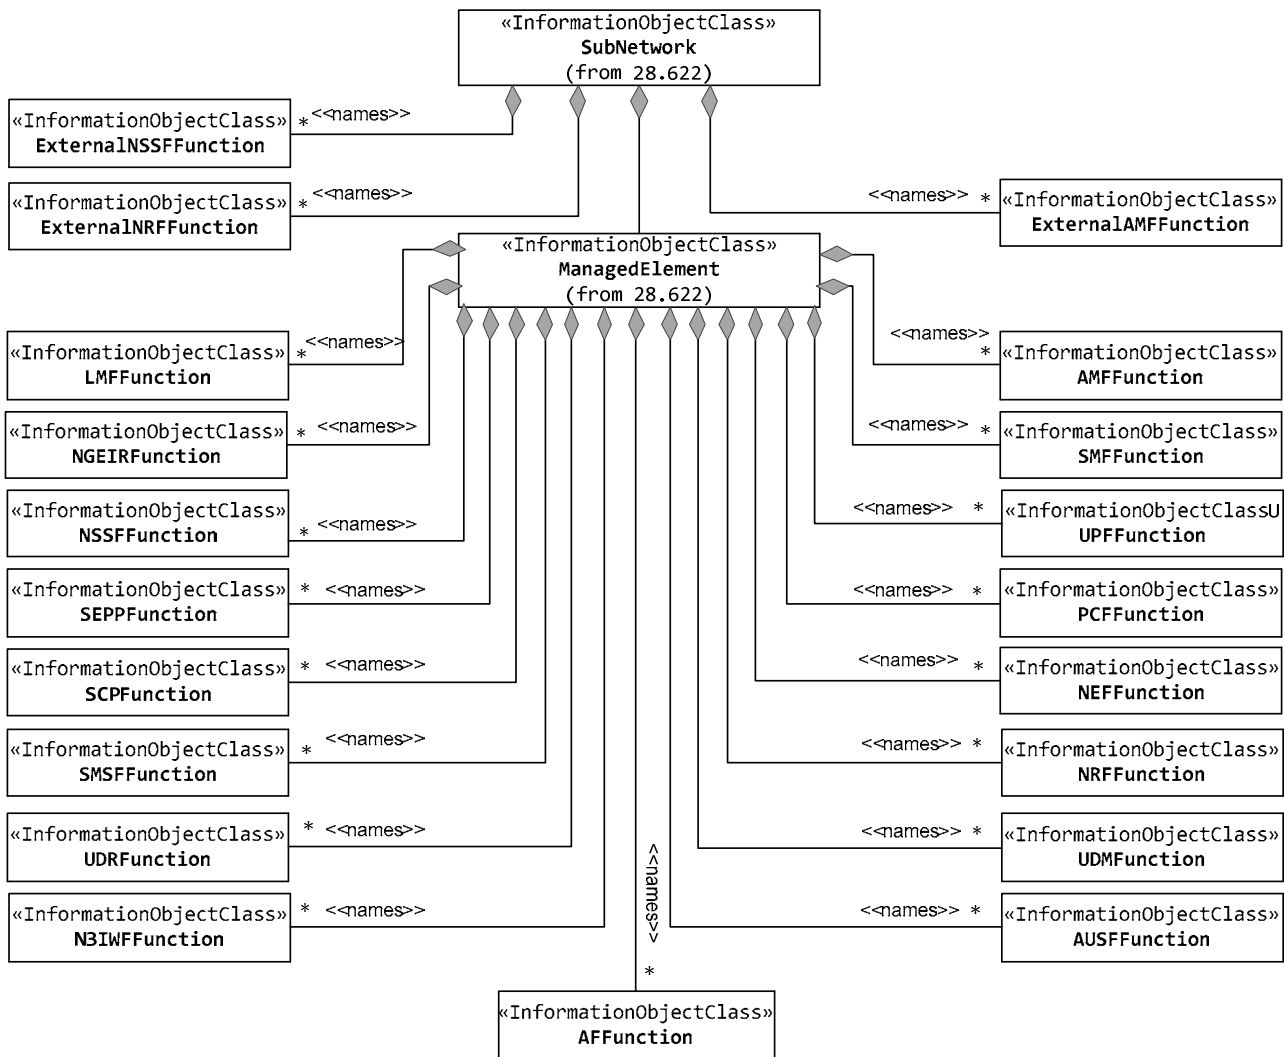 «InformationObjectClass»
SubNetwork
(from 28.622)
«InformationObjectClass»
ExternalNSSFFunction
* <<names>>
«InformationObjectClass»
ExternalNRFFunction
* <<names>>
<<names>> *
«InformationObjectClass»
ExternalAMFFunction
«InformationObjectClass»
ManagedElement
(from 28.622)
«InformationObjectClass»
LMFFunction
* <<names>>
<<names>>
*
«InformationObjectClass»
AMFFunction
«InformationObjectClass»
NGEIRFunction
* <<names>>
<<names>> *
«InformationObjectClass»
SMFFunction
«InformationObjectClass»
NSSFFunction
* <<names>>
<<names>> *
«InformationObjectClassU
UPFFunction
«InformationObjectClass»
SEPPFunction
* <<names>>
<<names>> *
«InformationObjectClass»
PCFFunction
«InformationObjectClass»
SCPFunction
* <<names>>
<<names>> *
«InformationObjectClass»
NEFFunction
«InformationObjectClass»
SMSFFunction
* <<names>>
<<names>> *
«InformationObjectClass»
NRFFunction
«InformationObjectClass»
UDRFunction
* <<names>>
<<names>> *
«InformationObjectClass»
UDMFunction
«InformationObjectClass»
N3IWFFunction
* <<names>>
<<names>> *
«InformationObjectClass»
AUSFFunction
<<names>>
*
«InformationObjectClass»
AFFunction